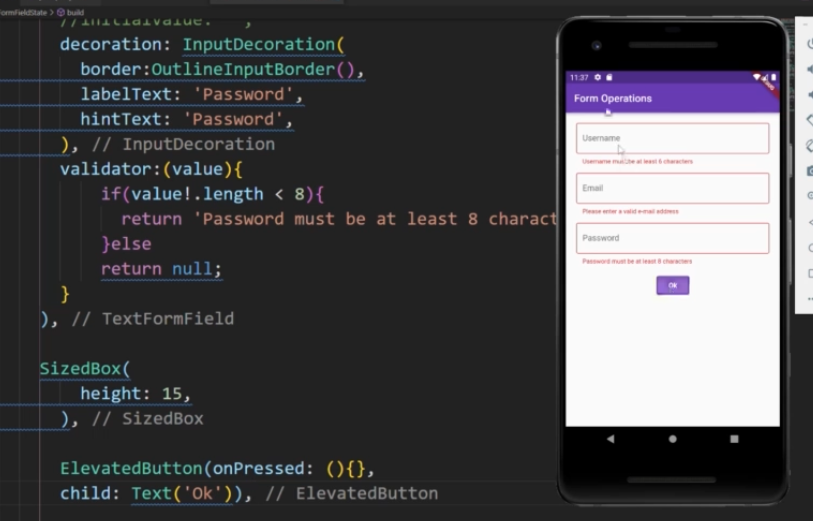 FormFieldState > build
//initialValue: ' ',
decoration: InputDecoration(
border:OutlineInputBorder(),
labelText: 'Password',
hintText: 'Password',
), // InputDecoration
validator:(value){
if(value!.length < 8){
return 'Password must be at least 8 charact
}else
return null;
}
), // TextFormField
SizedBox(
height: 15,
), // SizedBox
ElevatedButton(onPressed: (){},
child: Text('Ok')), // ElevatedButton
11:37
Form Operations
Username
Username must be at least 6 characters
Email
Please enter a valid e-mail address
Password
Password must be at least 8 characters
Ok